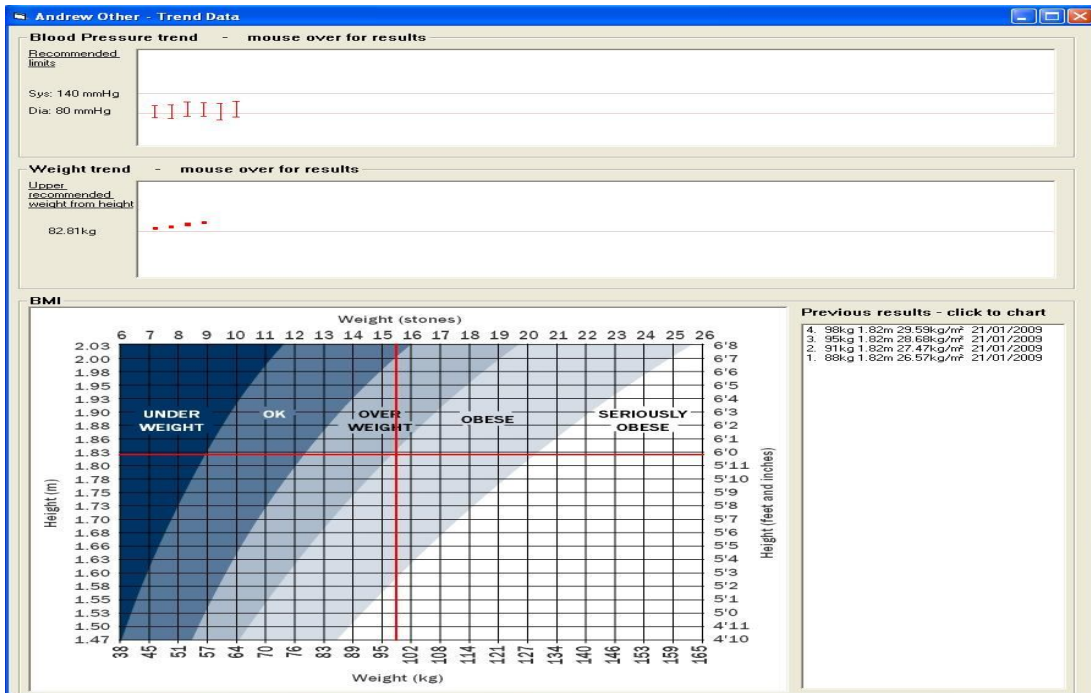 Andrew Other - Trend Data
Blood Pressure trend - mouse over for results
Recommended
limits
Sys: 140 mmHg
Dia: 80 mmHg
Weight trend - mouse over for results
Upper
recommended
weight from height
82.81kg
BMI
Weight (stones)
6 7 8 9 10 11 12 13 14 15 16 17 18 19 20 21 22 23 24 25 26
2.03 6'8
2.00 6'7
1.98 6'6
1.95 6'5
1.93 6'4
1.90 6'3
1.88 6'2
1.86 6'1
1.83 6'0
1.80 5'11
1.78 5'10
1.75 5'9
1.73 5'8
1.70 5'7
1.68 5'6
1.66 5'5
1.63 5'4
1.60 5'3
1.58 5'2
1.55 5'1
1.53 5'0
1.50 4'11
1.47 4'10
UNDER
WEIGHT
OK
OVER
WEIGHT
OBESE
SERIOUSLY
OBESE
Height (m)
Height (feet and inches)
38 45 51 57 64 70 76 83 89 95 102 108 114 121 127 134 140 146 153 159 165
Weight (kg)
Previous results - click to chart
4. 98kg 1.82m 29.59kg/m² 21/01/2009
3. 95kg 1.82m 28.68kg/m² 21/01/2009
2. 91kg 1.82m 27.47kg/m² 21/01/2009
1. 88kg 1.82m 26.57kg/m² 21/01/2009